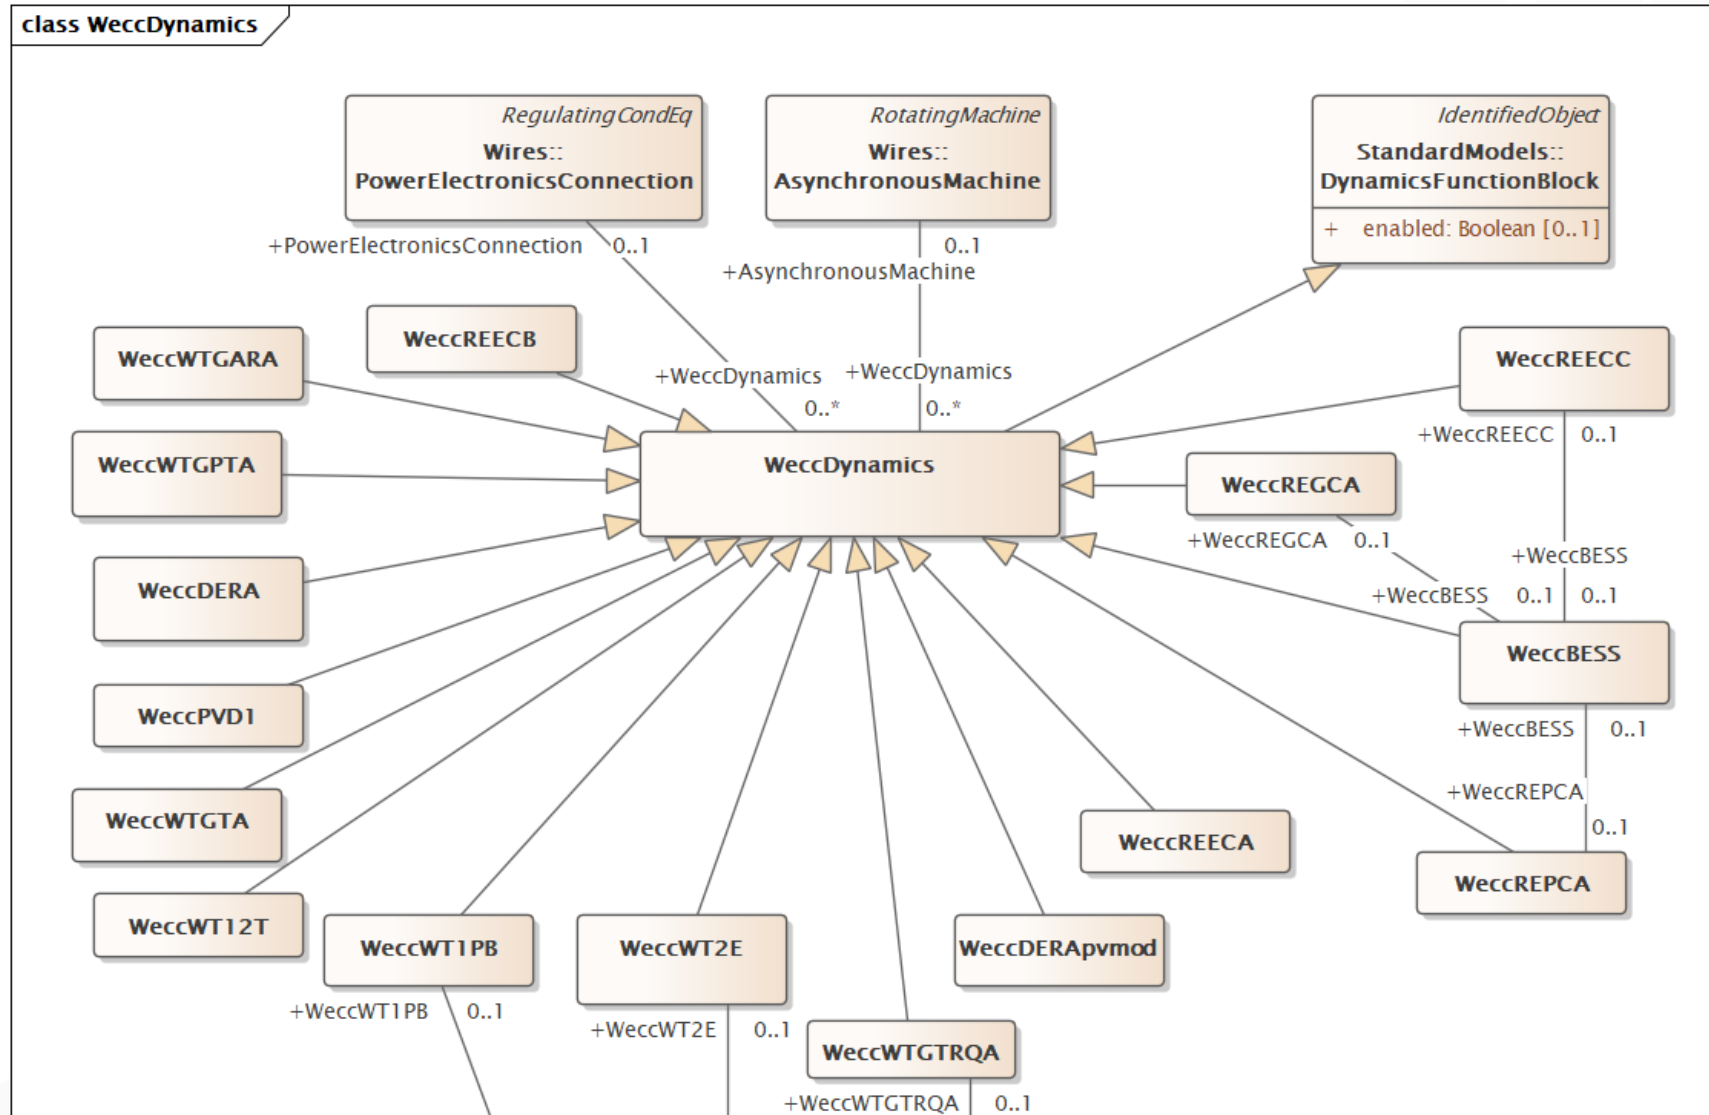 class WeccDynamics
RegulatingCondEq
Wires::
PowerElectronicsConnection
RotatingMachine
Wires::
AsynchronousMachine
IdentifiedObject
StandardModels::
DynamicsFunctionBlock
+ enabled: Boolean [0..1]
+PowerElectronicsConnection 0..1
0..1
+AsynchronousMachine
WeccWTGARA
WeccREECB
+WeccDynamics
0..*
+WeccDynamics
0..*
WeccREECC
+WeccREECC 0..1
WeccWTGPTA
WeccDynamics
WeccREGCA
+WeccREGCA 0..1
+WeccBESS
0..1
+WeccBESS 0..1
WeccDERA
WeccBESS
+WeccBESS 0..1
WeccPVD1
+WeccREPCA
0..1
WeccWTGTA
WeccREECA
WeccREPCA
WeccWT12T
WeccWT1PB
+WeccWT1PB 0..1
WeccWT2E
+WeccWT2E 0..1
WeccDERApvmod
WeccWTGTRQA
+WeccWTGTRQA 0..1